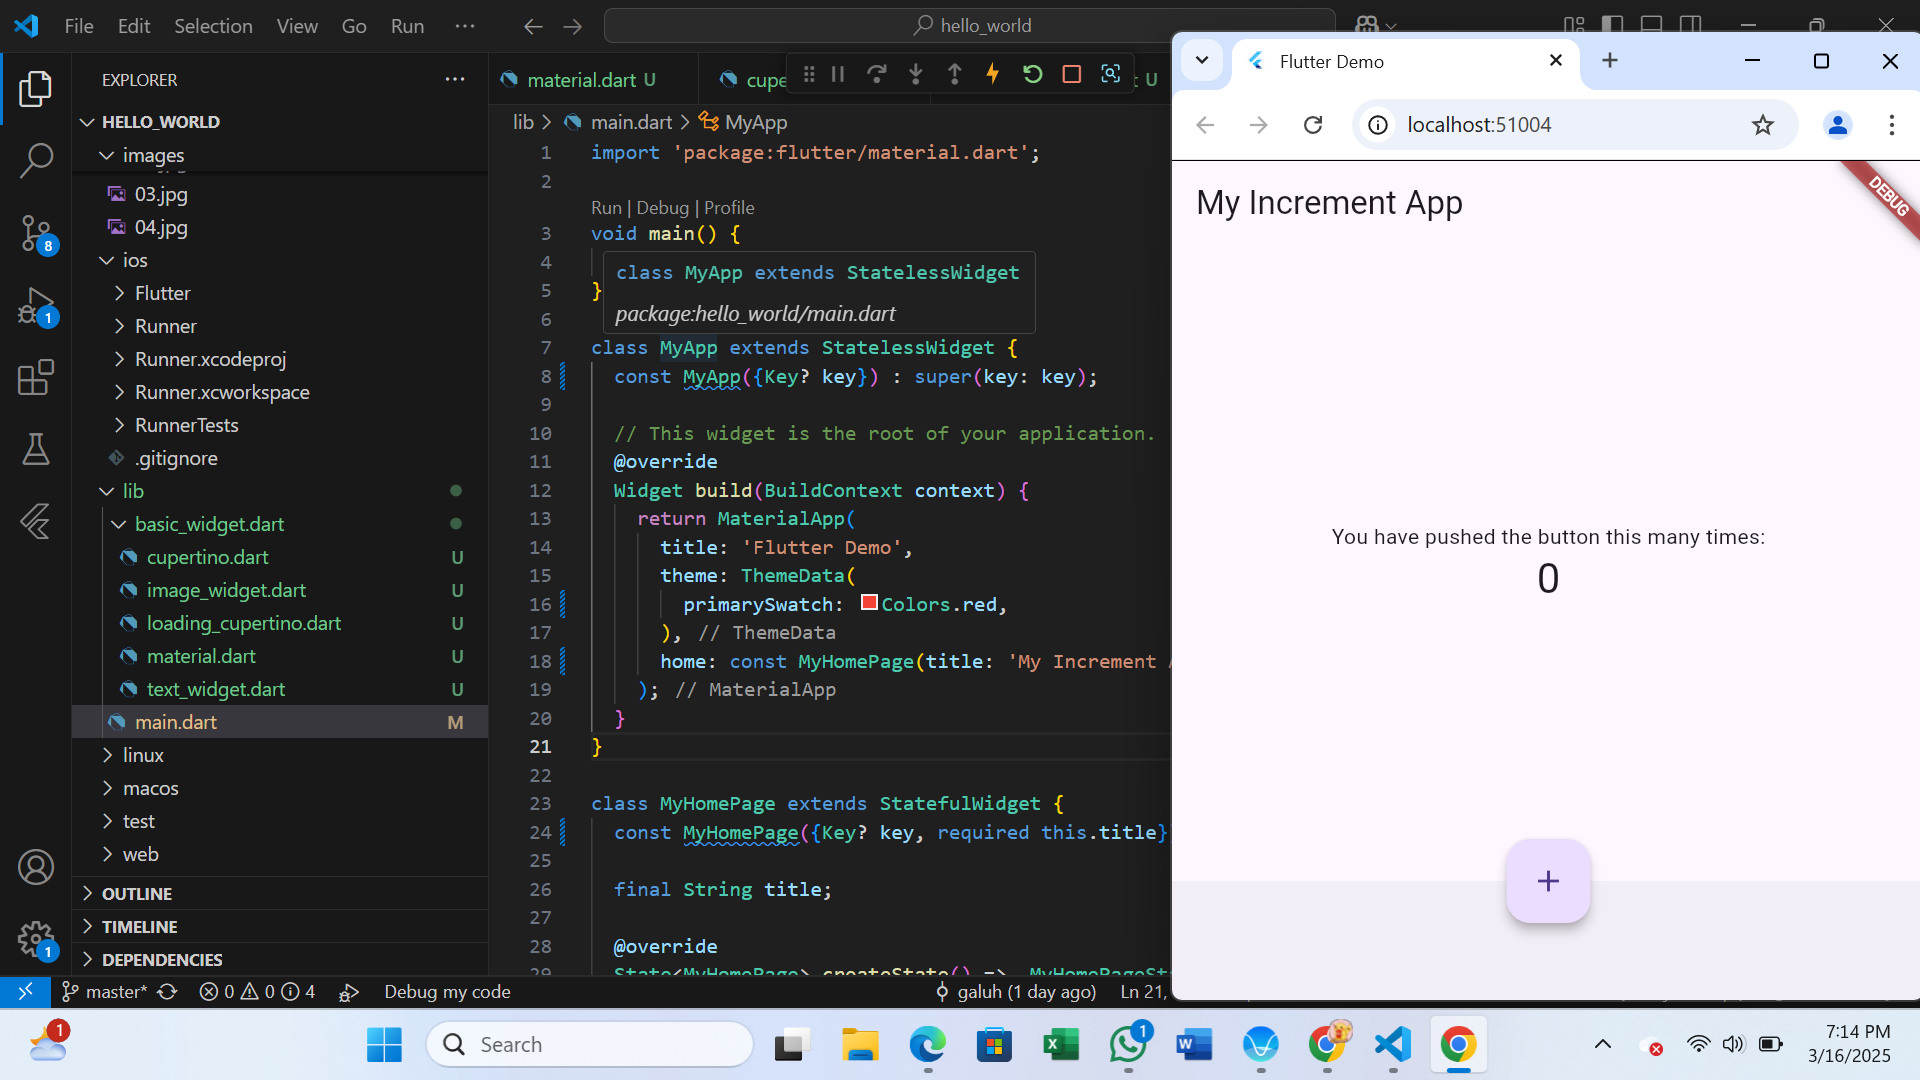 File Edit Selection View Go Run ···
hello_world
EXPLORER ···
HELLO_WORLD
images
03.jpg
04.jpg
ios
Flutter
Runner
Runner.xcodeproj
Runner.xcworkspace
RunnerTests
.gitignore
lib
basic_widget.dart
cupertino.dart U
image_widget.dart U
loading_cupertino.dart U
material.dart U
text_widget.dart U
main.dart M
linux
macos
test
web
OUTLINE
TIMELINE
DEPENDENCIES
8
1
1
material.dart U
cupe
t U
lib > main.dart > MyApp
1 import 'package:flutter/material.dart';
2
Run | Debug | Profile
3 void main() {
4
5 }
6
class MyApp extends StatelessWidget
package:hello_world/main.dart
7 class MyApp extends StatelessWidget {
8 const MyApp({Key? key}) : super(key: key);
9
10 // This widget is the root of your application.
11 @override
12 Widget build(BuildContext context) {
13 return MaterialApp(
14 title: 'Flutter Demo',
15 theme: ThemeData(
16 primarySwatch: Colors.red,
17 ), // ThemeData
18 home: const MyHomePage(title: 'My Increment
19 ); // MaterialApp
20 }
21 }
22
23 class MyHomePage extends StatefulWidget {
24 const MyHomePage({Key? key, required this.title}
25
26 final String title;
27
28 @override
29 State<MyHomePage> createState() => _MyHomePageSt
master* 0 0 4 Debug my code galuh (1 day ago) Ln 21,
Flutter Demo
localhost:51004
My Increment App
DEBUG
You have pushed the button this many times:
0
+
1
Search
1
7:14 PM
3/16/2025